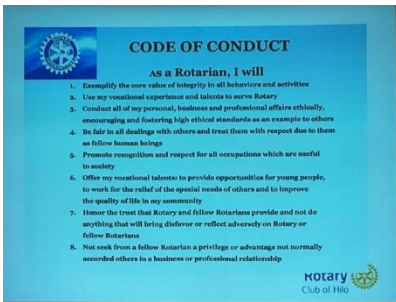 CODE OF CONDUCT
As a Rotarian, I will
1. Exemplify the core value of integrity in all behaviors and activities
2. Use my vocational experience and talents to serve Rotary
3. Conduct all of my personal, business and professional affairs ethically,
encouraging and fostering high ethical standards as an example to others
4. Be fair in all dealings with others and treat them with respect due to them
as fellow human beings
5. Promote recognition and respect for all occupations which are useful
to society
6. Offer my vocational talents: to provide opportunities for young people,
to work for the relief of the special needs of others and to improve
the quality of life in my community
7. Honor the trust that Rotary and fellow Rotarians provide and not do
anything that will bring disfavor or reflect adversely on Rotary or
fellow Rotarians
8. Not seek from a fellow Rotarian a privilege or advantage not normally
accorded others in a business or professional relationship
Rotary
Club of Hilo